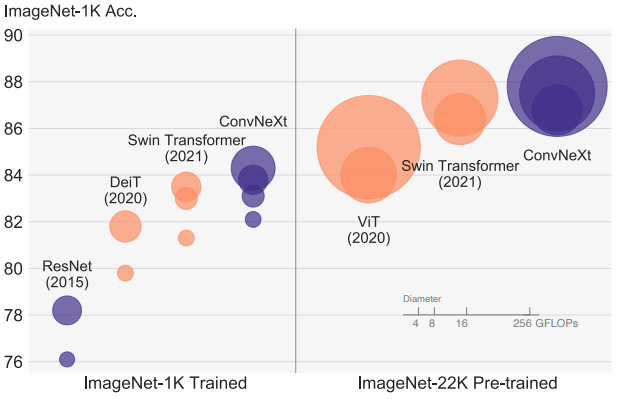 ImageNet-1K Acc.
90
88
86
84
82
80
78
76
ResNet
(2015)
DeiT
(2020)
Swin Transformer
(2021)
ConvNeXt
ViT
(2020)
Swin Transformer
(2021)
ConvNeXt
Diameter
4 8 16 256 GFLOPs
ImageNet-1K Trained
ImageNet-22K Pre-trained